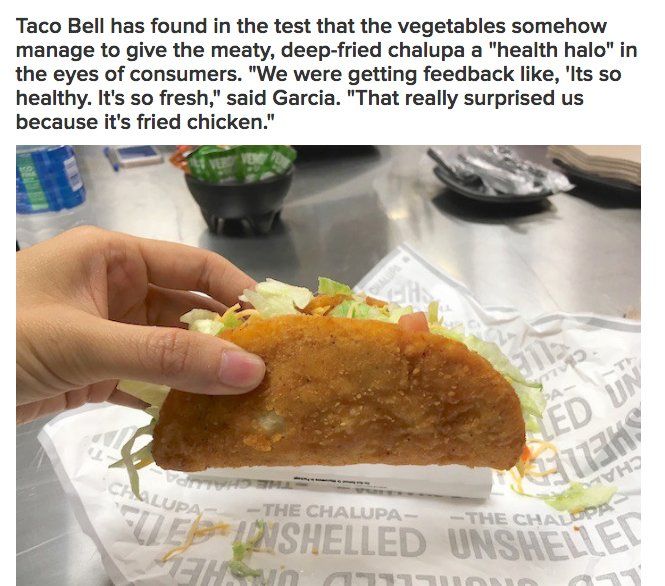 Taco Bell has found in the test that the vegetables somehow
manage to give the meaty, deep-fried chalupa a "health halo" in
the eyes of consumers. "We were getting feedback like, 'Its so
healthy. It's so fresh," said Garcia. "That really surprised us
because it's fried chicken."
VERDE VERDE
CHALUPA– –THE CHALUPA– –THE CHALUPA
UNSHELLED UNSHELLED